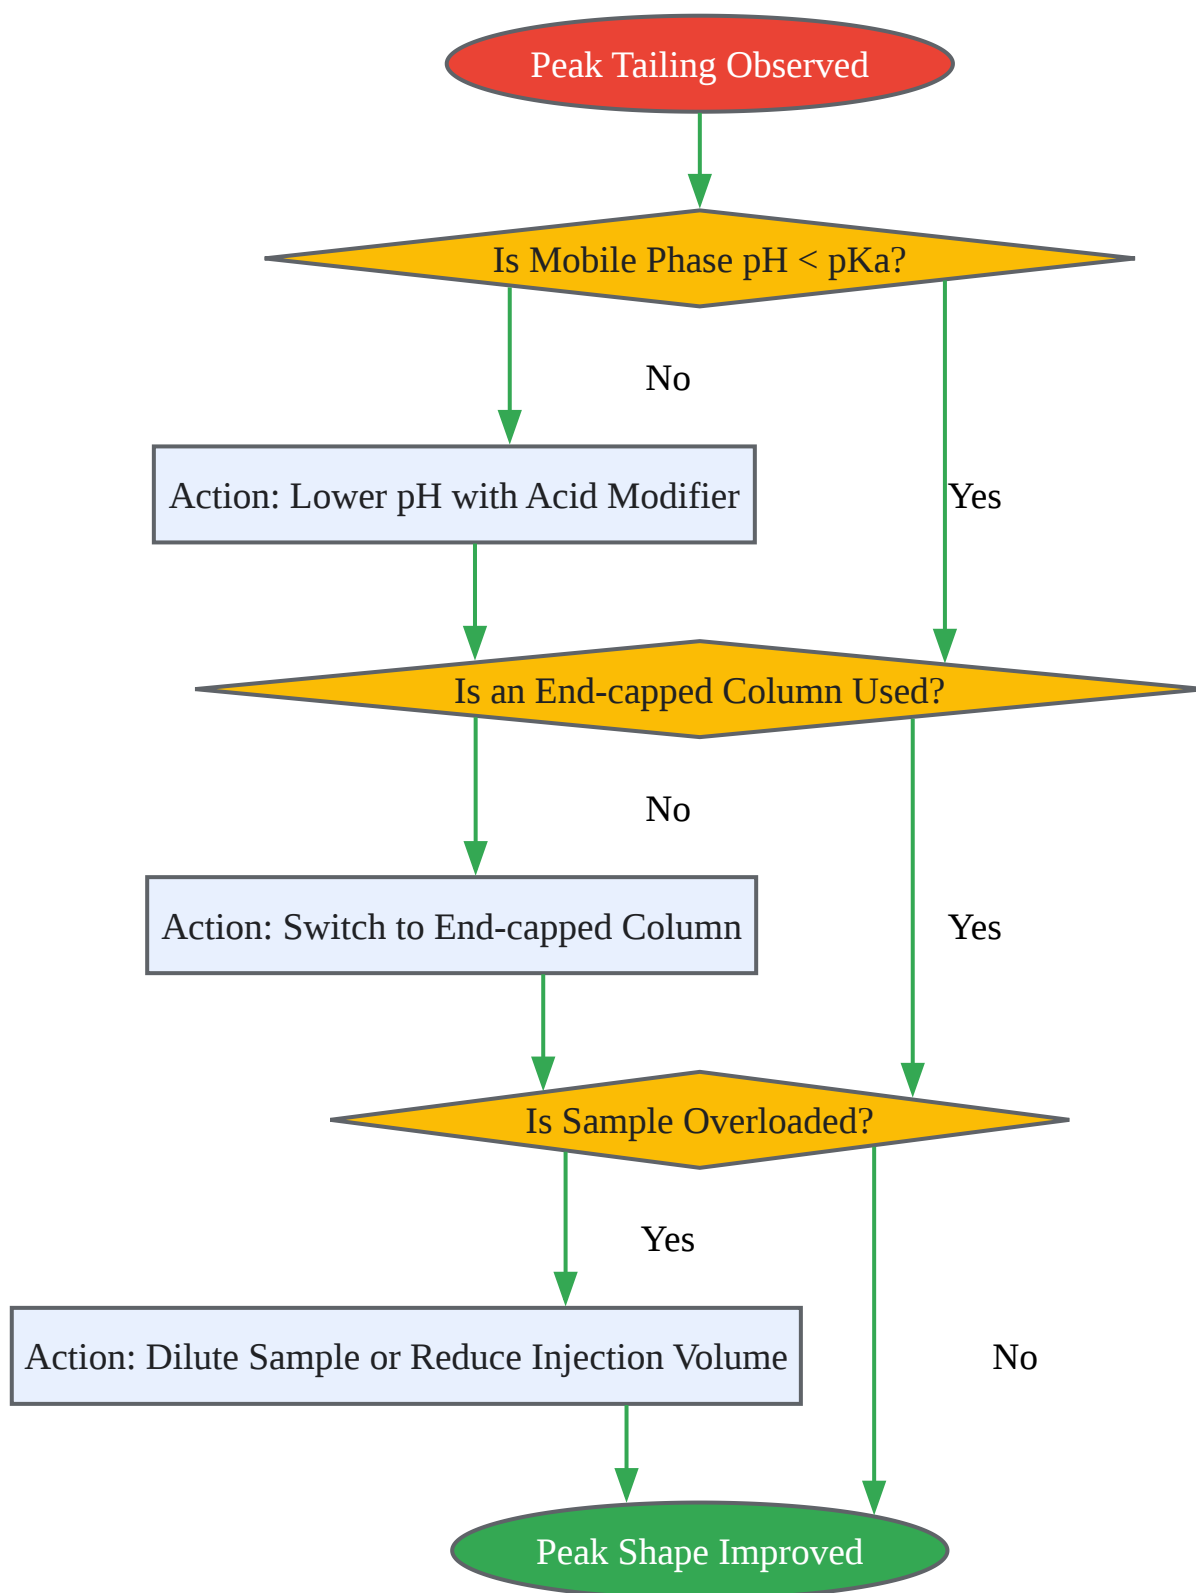 Peak Tailing Observed
Is Mobile Phase pH < pKa?
No
Action: Lower pH with Acid Modifier
Yes
Is an End-capped Column Used?
No
Action: Switch to End-capped Column
Yes
Is Sample Overloaded?
Yes
Action: Dilute Sample or Reduce Injection Volume
No
Peak Shape Improved